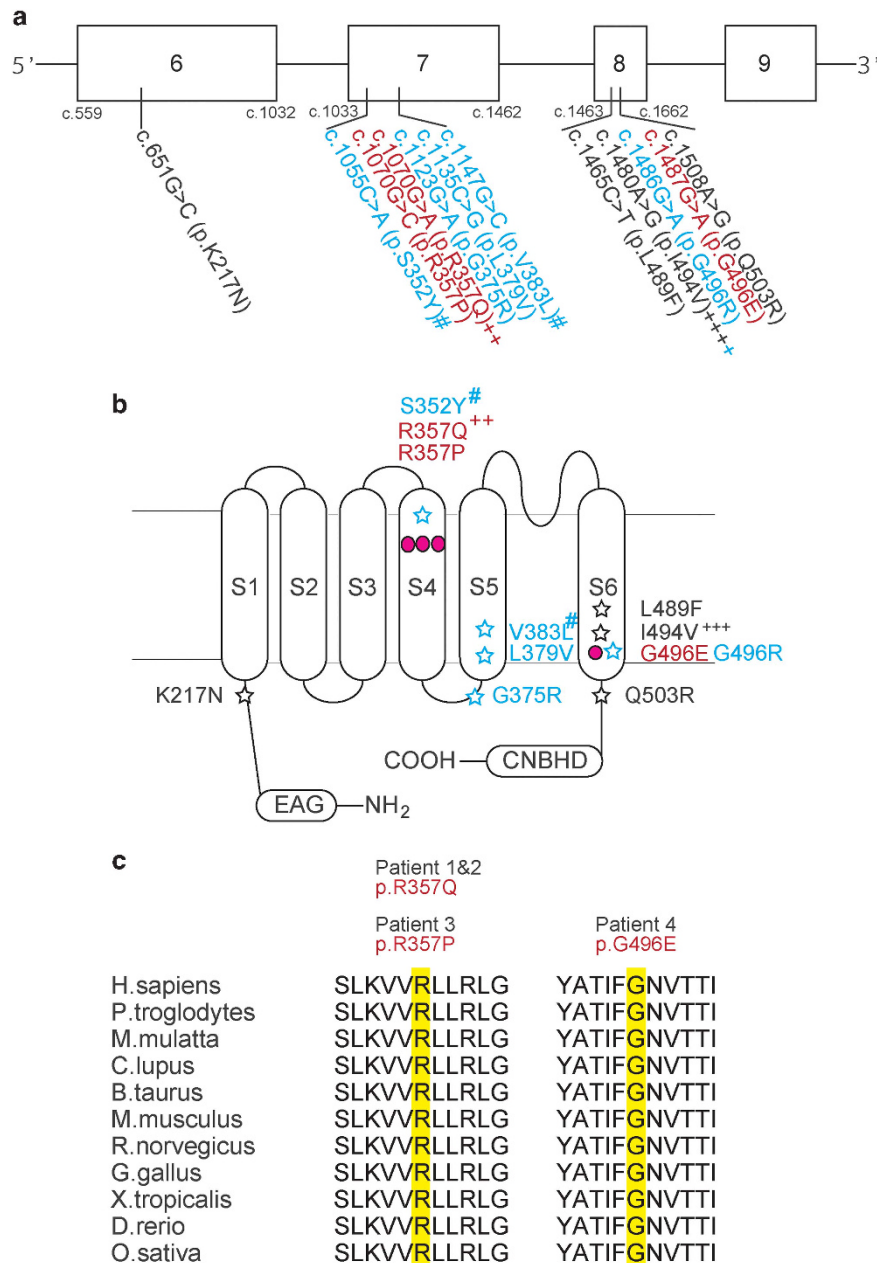 a
5' 6 7 8 9 3'
c.559 c.1032 c.1033 c.1462 c.1463 c.1662
c.651G>C (p.K217N)
c.1055C>A (p.S352Y)#
c.1070G>C (p.R357P)
c.1070G>A (p.R357Q)++
c.1123G>A (p.G375R)
c.1135C>G (p.L379V)
c.1147G>C (p.V383L)#
c.1465C>T (p.L489F)
c.1480A>G (p.I494V)+++
c.1486G>A (p.G496R)+
c.1487G>A (p.G496E)
c.1508A>G (p.Q503R)
b
S352Y#
R357Q++
R357P
S1 S2 S3 S4 S5 S6
L489F
V383L# I494V+++
L379V G496E G496R
K217N G375R Q503R
COOH CNBHD
EAG NH2
c
Patient 1&2
p.R357Q
Patient 3 Patient 4
p.R357P p.G496E
H.sapiens SLKVVRLLRLG YATIFGNVTTI
P.troglodytes SLKVVRLLRLG YATIFGNVTTI
M.mulatta SLKVVRLLRLG YATIFGNVTTI
C.lupus SLKVVRLLRLG YATIFGNVTTI
B.taurus SLKVVRLLRLG YATIFGNVTTI
M.musculus SLKVVRLLRLG YATIFGNVTTI
R.norvegicus SLKVVRLLRLG YATIFGNVTTI
G.gallus SLKVVRLLRLG YATIFGNVTTI
X.tropicalis SLKVVRLLRLG YATIFGNVTTI
D.rerio SLKVVRLLRLG YATIFGNVTTI
O.sativa SLKVVRLLRLG YATIFGNVTTI